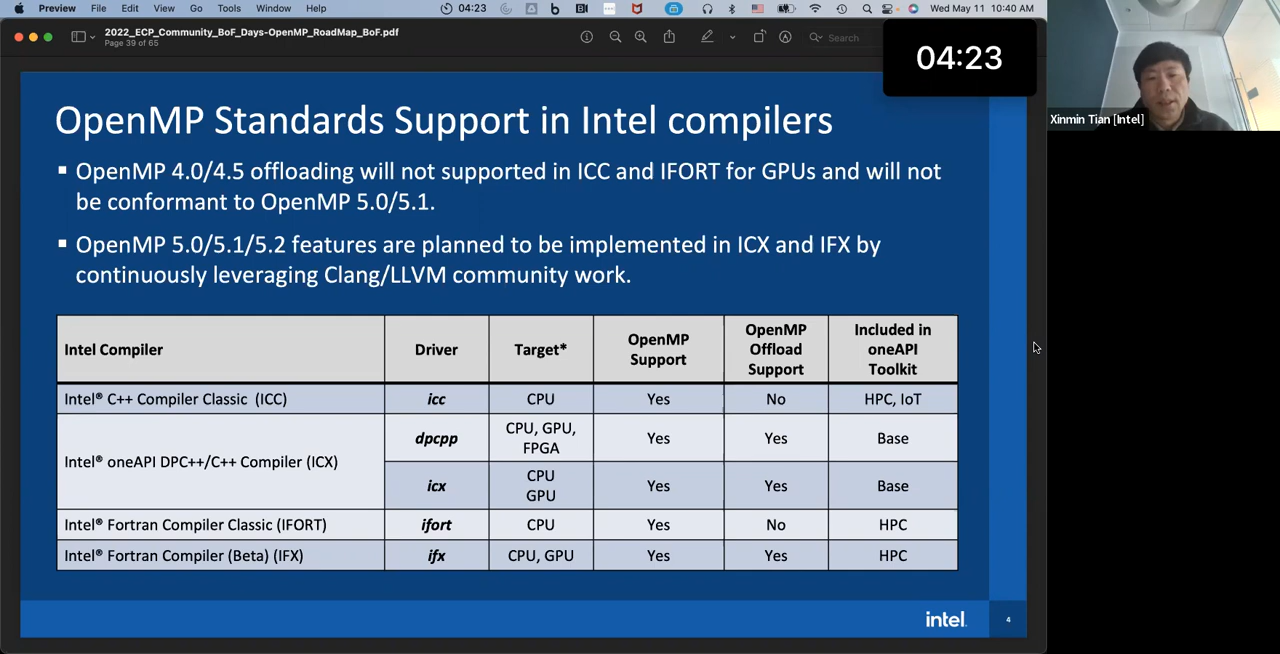 Preview File Edit View Go Tools Window Help 04:23 Wed May 11 10:40 AM
2022_ECP_Community_BoF_Days-OpenMP_RoadMap_BoF.pdf
Page 39 of 65
Search
04:23
Xinmin Tian [Intel]
OpenMP Standards Support in Intel compilers
▪ OpenMP 4.0/4.5 offloading will not supported in ICC and IFORT for GPUs and will not
be conformant to OpenMP 5.0/5.1.
▪ OpenMP 5.0/5.1/5.2 features are planned to be implemented in ICX and IFX by
continuously leveraging Clang/LLVM community work.
Intel Compiler Driver Target* OpenMP Support OpenMP Offload Support Included in oneAPI Toolkit
Intel® C++ Compiler Classic (ICC) icc CPU Yes No HPC, IoT
Intel® oneAPI DPC++/C++ Compiler (ICX) dpcpp CPU, GPU, FPGA Yes Yes Base
icx CPU GPU Yes Yes Base
Intel® Fortran Compiler Classic (IFORT) ifort CPU Yes No HPC
Intel® Fortran Compiler (Beta) (IFX) ifx CPU, GPU Yes Yes HPC
intel.
4